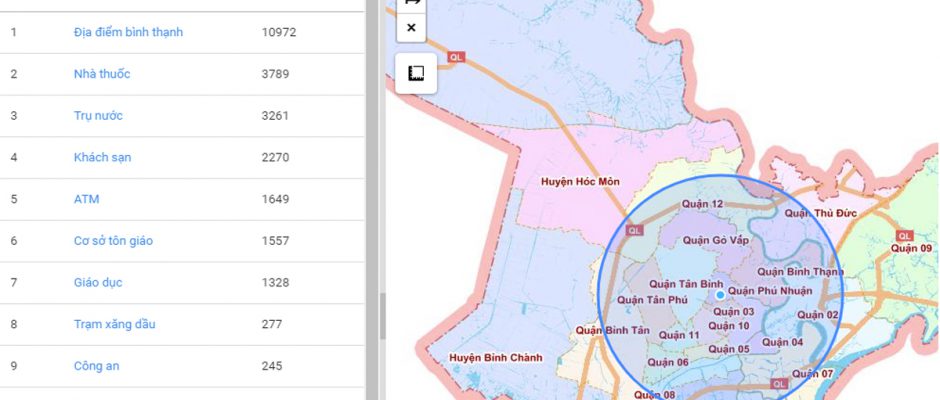 1 Địa điểm bình thạnh 10972
2 Nhà thuốc 3789
3 Trụ nước 3261
4 Khách sạn 2270
5 ATM 1649
6 Cơ sở tôn giáo 1557
7 Giáo dục 1328
8 Trạm xăng dầu 277
9 Công an 245
QL
Huyện Hóc Môn
Quận 12
Quận Thủ Đức
QL
QL
Quận Gò Vấp
Quận 09
Quận Bình Thạnh
Quận Tân Bình
Quận Phú Nhuận
Quận Tân Phú
Quận 03
Quận 02
Quận 10
Quận Bình Tân
Quận 11
Quận 04
Quận 05
Huyện Bình Chánh
Quận 06
Quận 07
QL
Quận 08